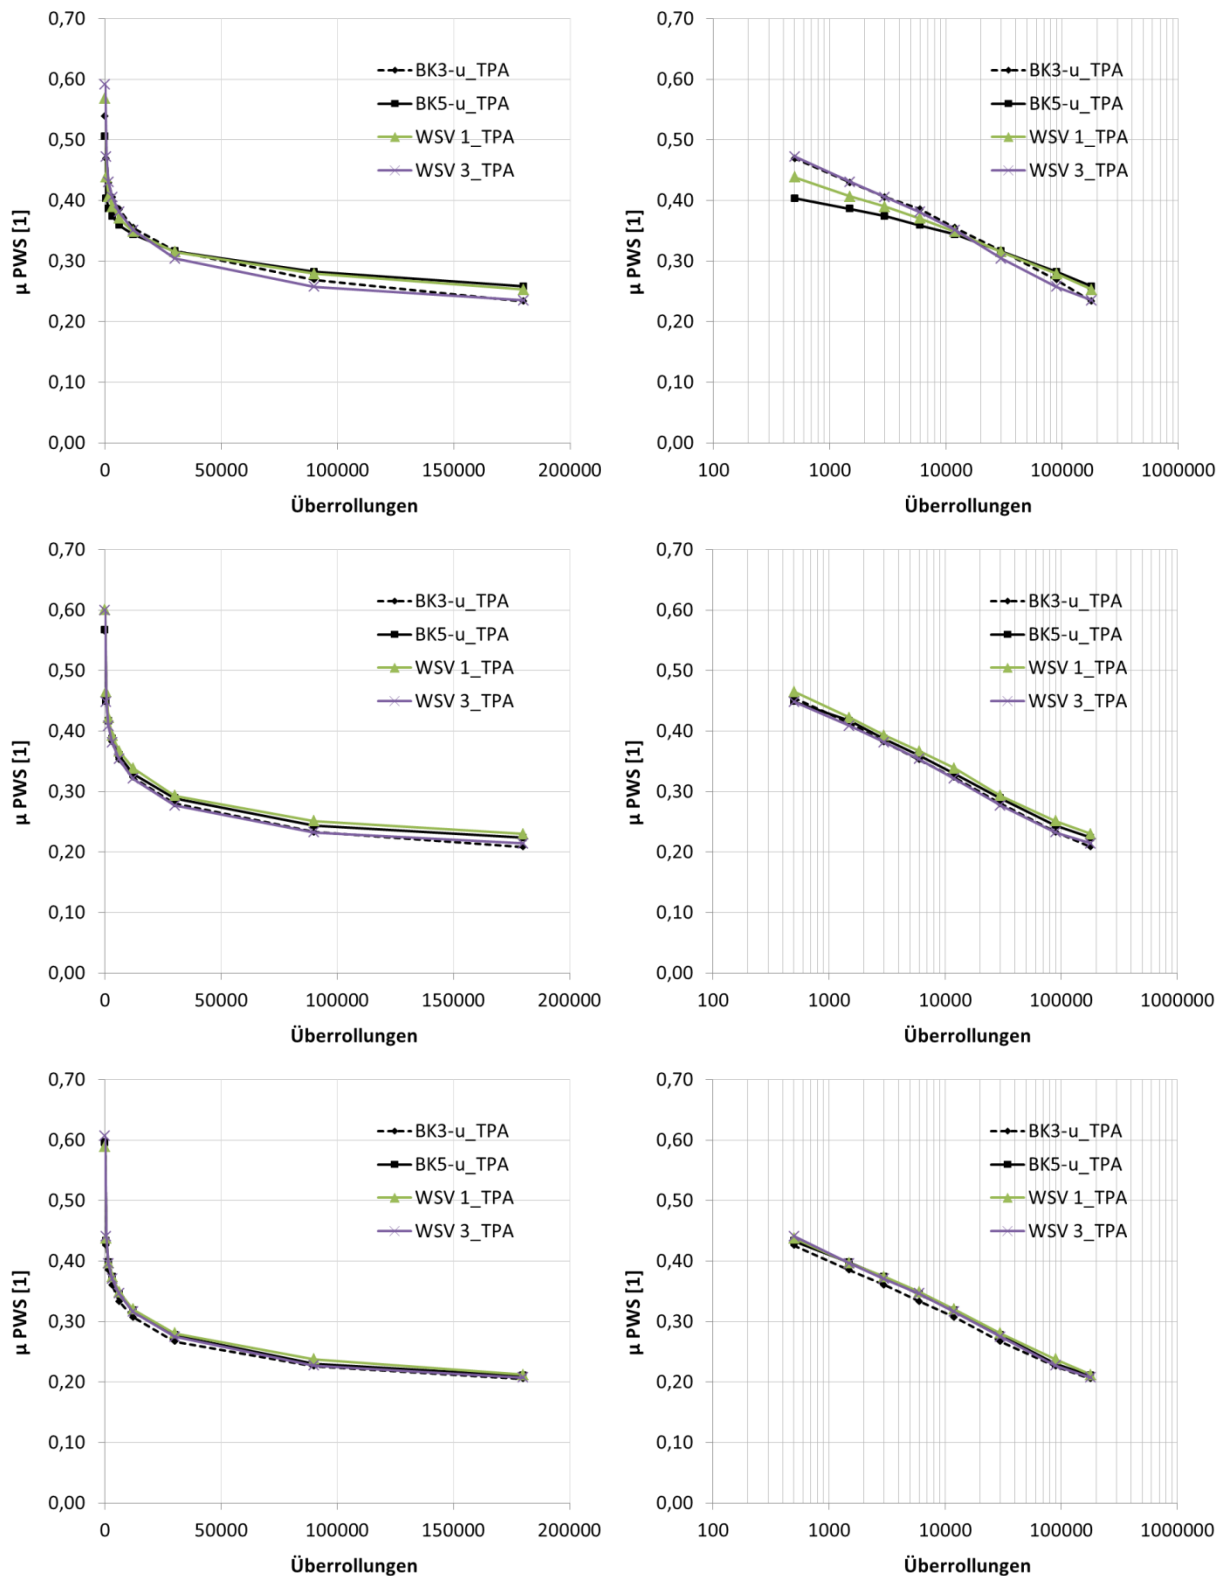 0,70
0,60
0,50
0,40
0,30
0,20
0,10
0,00
µ PWS [1]
BK3-u_TPA
BK5-u_TPA
WSV 1_TPA
WSV 3_TPA
0 50000 100000 150000 200000
Überrollungen
0,70
0,60
0,50
0,40
0,30
0,20
0,10
0,00
µ PWS [1]
BK3-u_TPA
BK5-u_TPA
WSV 1_TPA
WSV 3_TPA
100 1000 10000 100000 1000000
Überrollungen
0,70
0,60
0,50
0,40
0,30
0,20
0,10
0,00
µ PWS [1]
BK3-u_TPA
BK5-u_TPA
WSV 1_TPA
WSV 3_TPA
0 50000 100000 150000 200000
Überrollungen
0,70
0,60
0,50
0,40
0,30
0,20
0,10
0,00
µ PWS [1]
BK3-u_TPA
BK5-u_TPA
WSV 1_TPA
WSV 3_TPA
100 1000 10000 100000 1000000
Überrollungen
0,70
0,60
0,50
0,40
0,30
0,20
0,10
0,00
µ PWS [1]
BK3-u_TPA
BK5-u_TPA
WSV 1_TPA
WSV 3_TPA
0 50000 100000 150000 200000
Überrollungen
0,70
0,60
0,50
0,40
0,30
0,20
0,10
0,00
µ PWS [1]
BK3-u_TPA
BK5-u_TPA
WSV 1_TPA
WSV 3_TPA
100 1000 10000 100000 1000000
Überrollungen